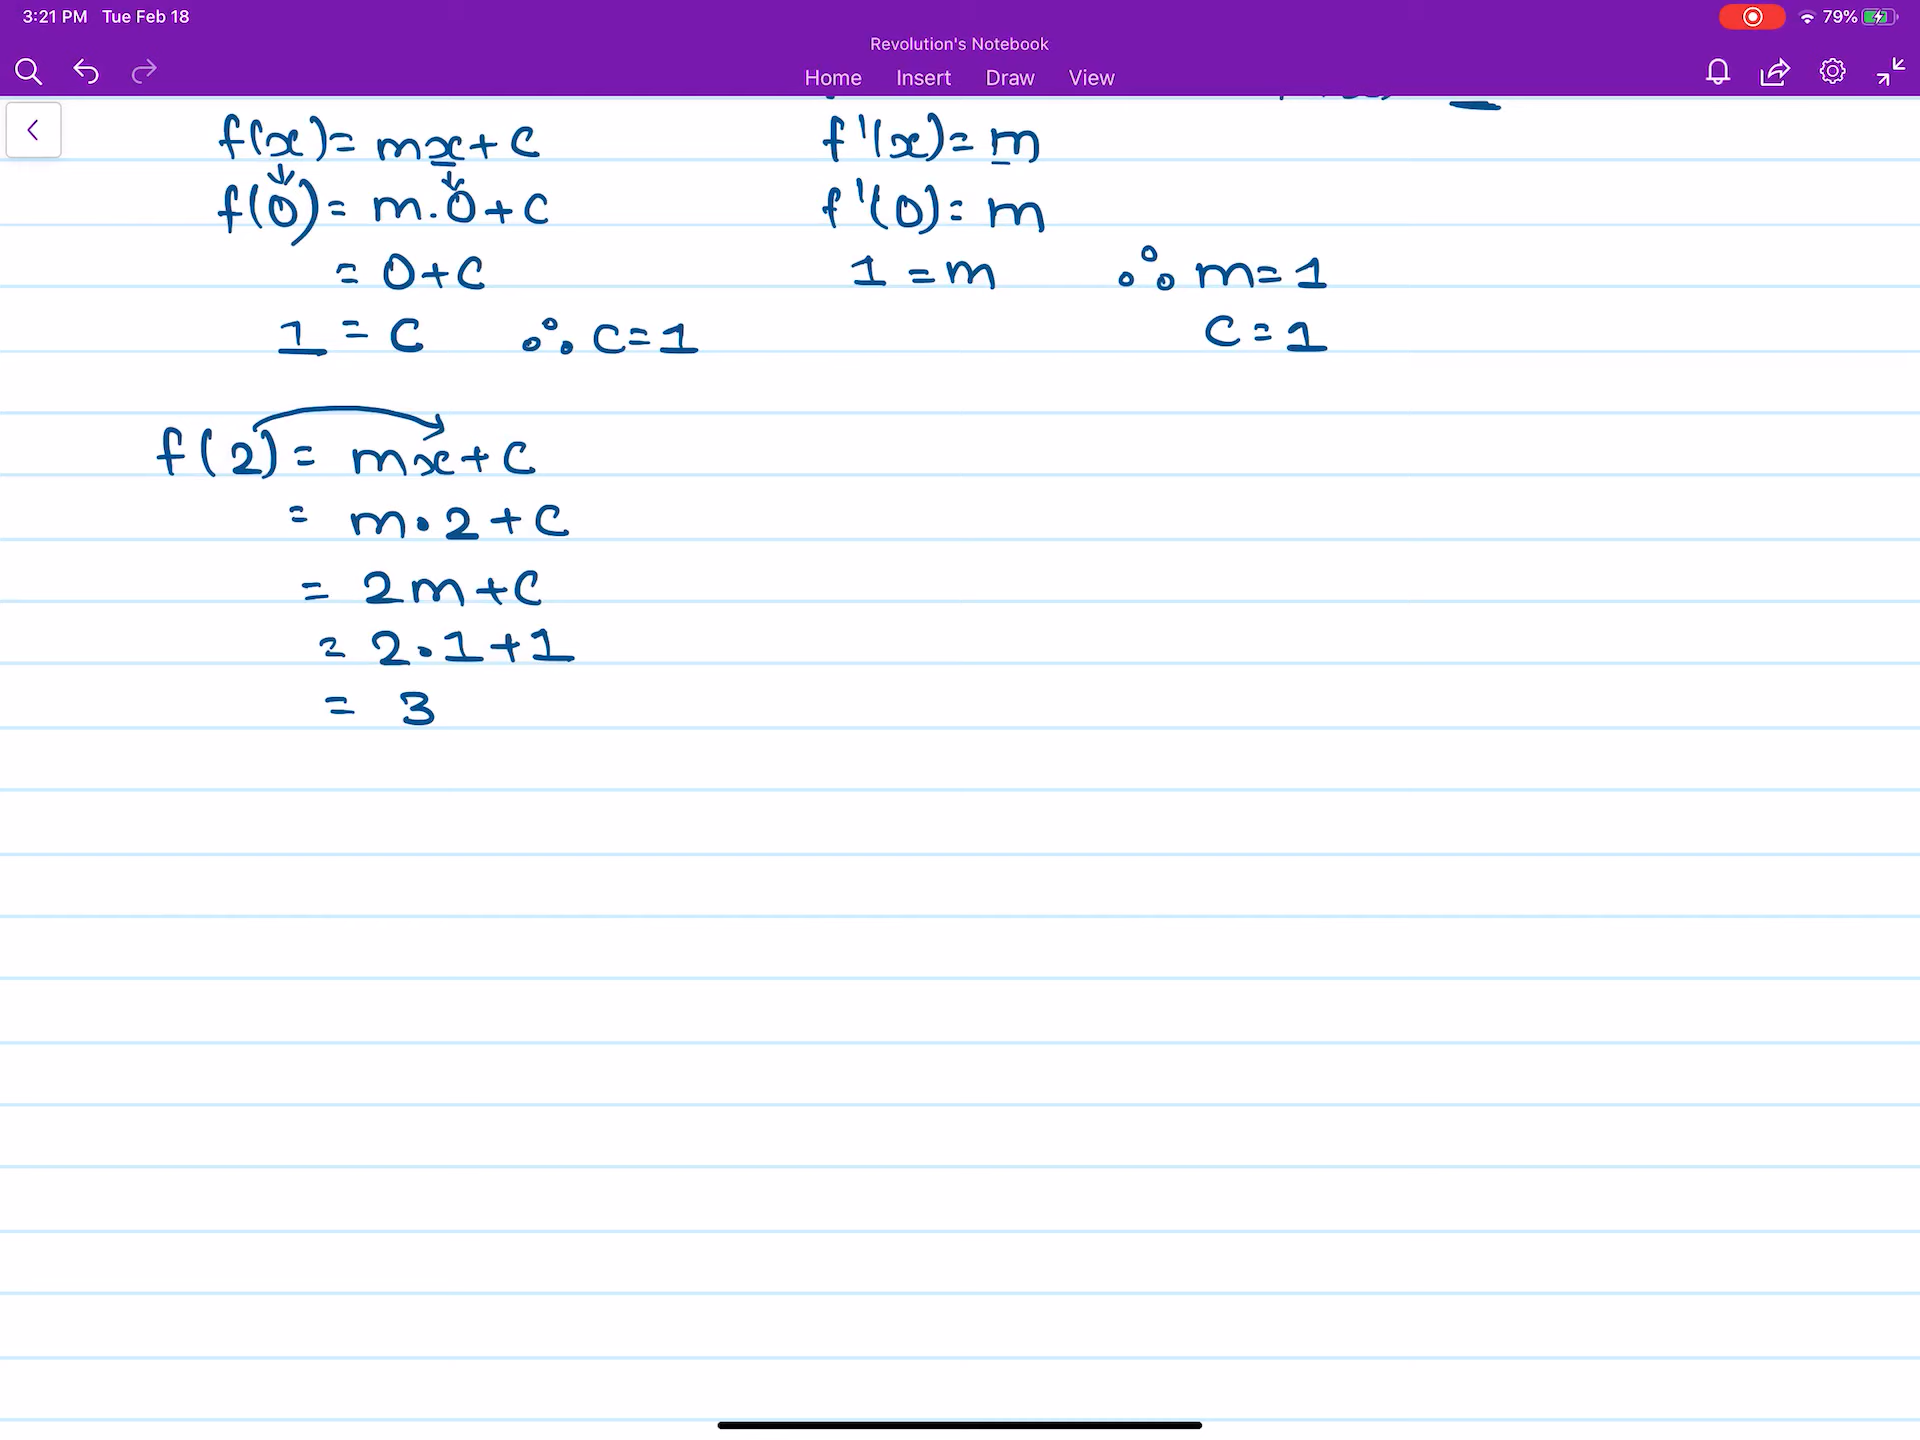 3:21 PM Tue Feb 18 79%
Revolution's Notebook
Home Insert Draw View
f(x) = mx + c
f(0) = m.0 + c
= 0 + c
1 = c ∴ c = 1
f'(x) = m
f'(0) = m
1 = m ∴ m = 1
c = 1
f(2) = mx + c
= m•2 + c
= 2m + c
= 2•1 + 1
= 3